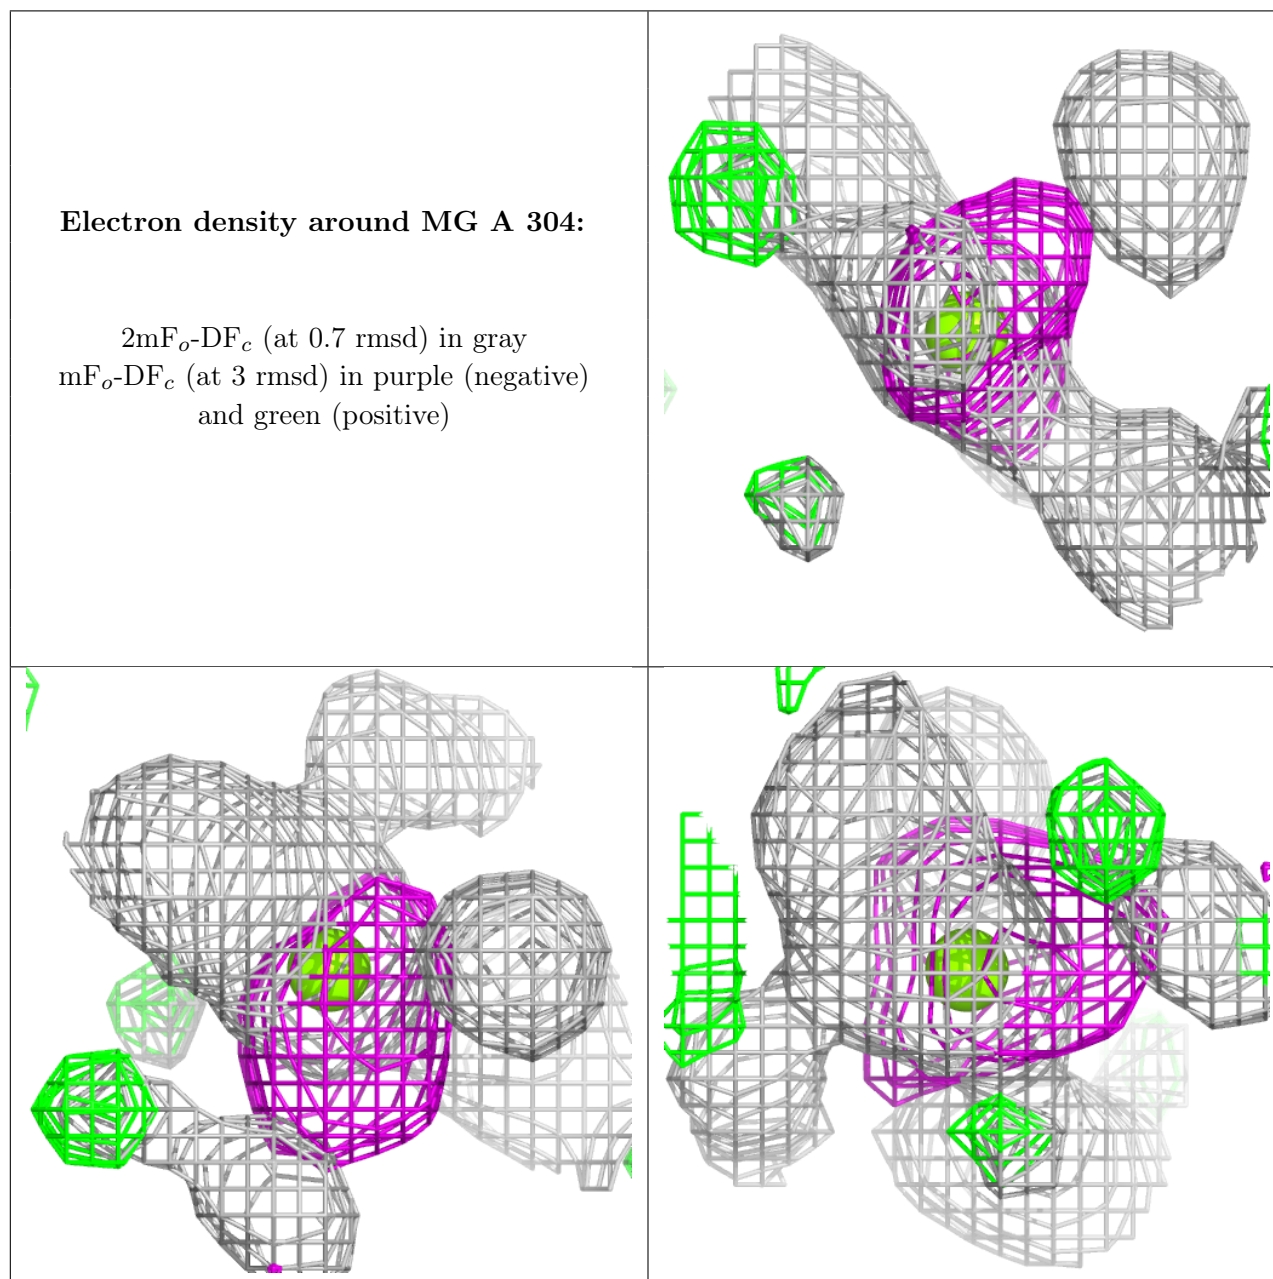 Electron density around MG A 304:
2mFo-DFc (at 0.7 rmsd) in gray
mFo-DFc (at 3 rmsd) in purple (negative)
and green (positive)